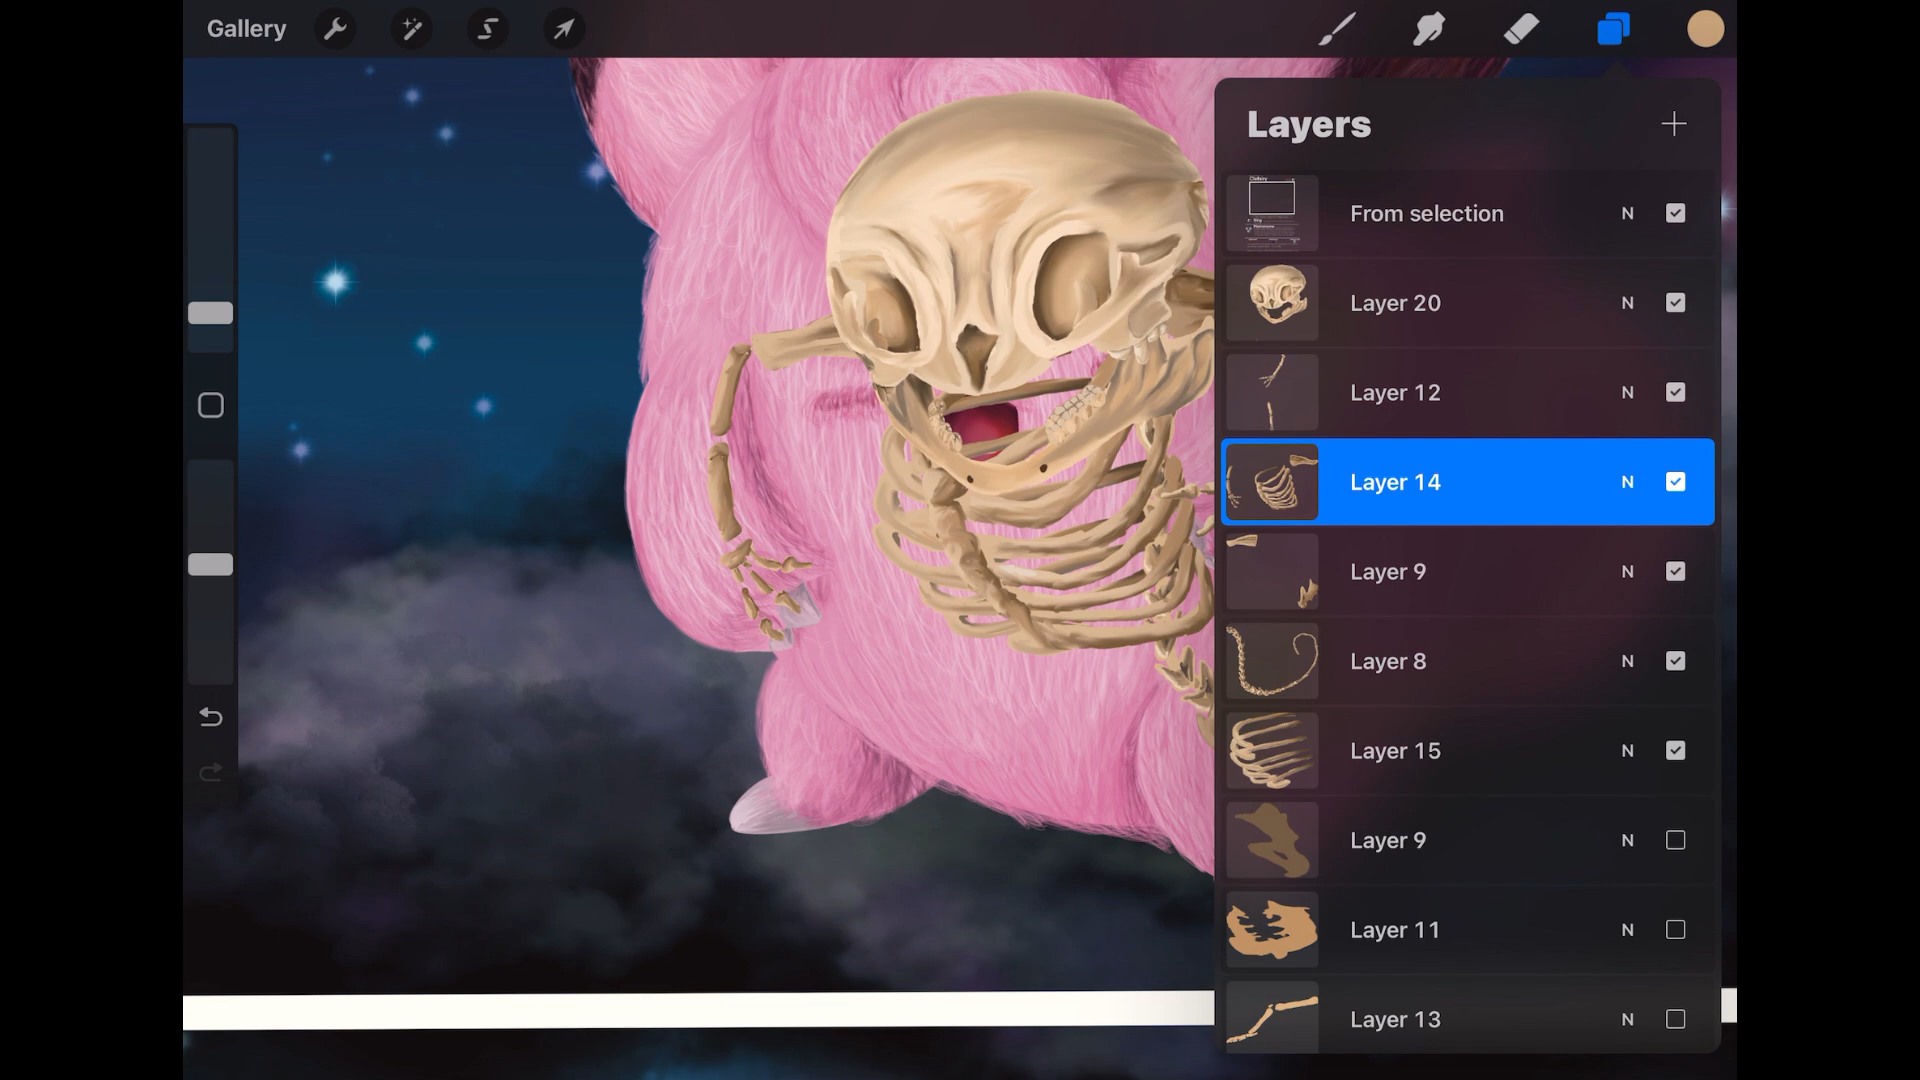 Gallery
Layers
From selection N
Layer 20 N
Layer 12 N
Layer 14 N
Layer 9 N
Layer 8 N
Layer 15 N
Layer 9 N
Layer 11 N
Layer 13 N